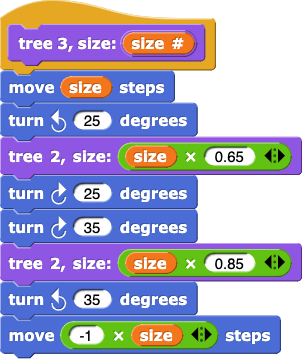 tree 3, size: size #
move size steps
turn 25 degrees
tree 2, size: size × 0.65
turn 25 degrees
turn 35 degrees
tree 2, size: size × 0.85
turn 35 degrees
move -1 × size steps